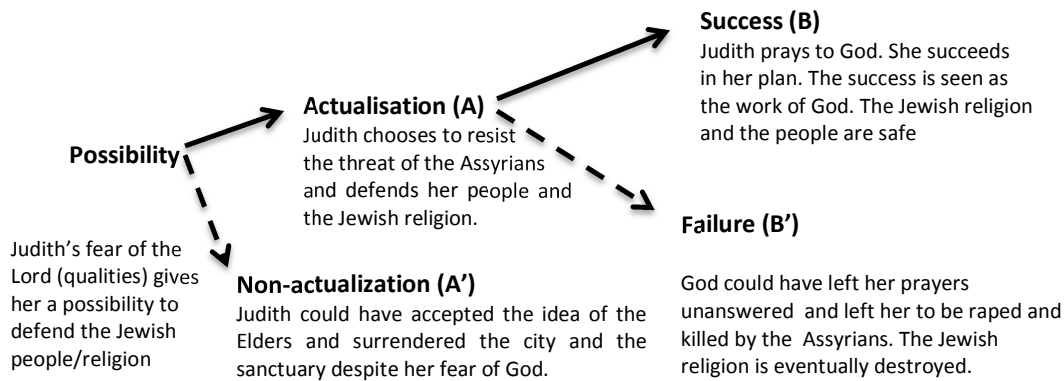 Success (B)
Judith prays to God. She succeeds
in her plan. The success is seen as
the work of God. The Jewish religion
and the people are safe
Actualisation (A)
Judith chooses to resist
the threat of the Assyrians
and defends her people and
the Jewish religion.
Possibility
Judith's fear of the
Lord (qualities) gives
her a possibility to
defend the Jewish
people/religion
Non-actualization (A')
Judith could have accepted the idea of the
Elders and surrendered the city and the
sanctuary despite her fear of God.
Failure (B')
God could have left her prayers
unanswered and left her to be raped and
killed by the Assyrians. The Jewish
religion is eventually destroyed.